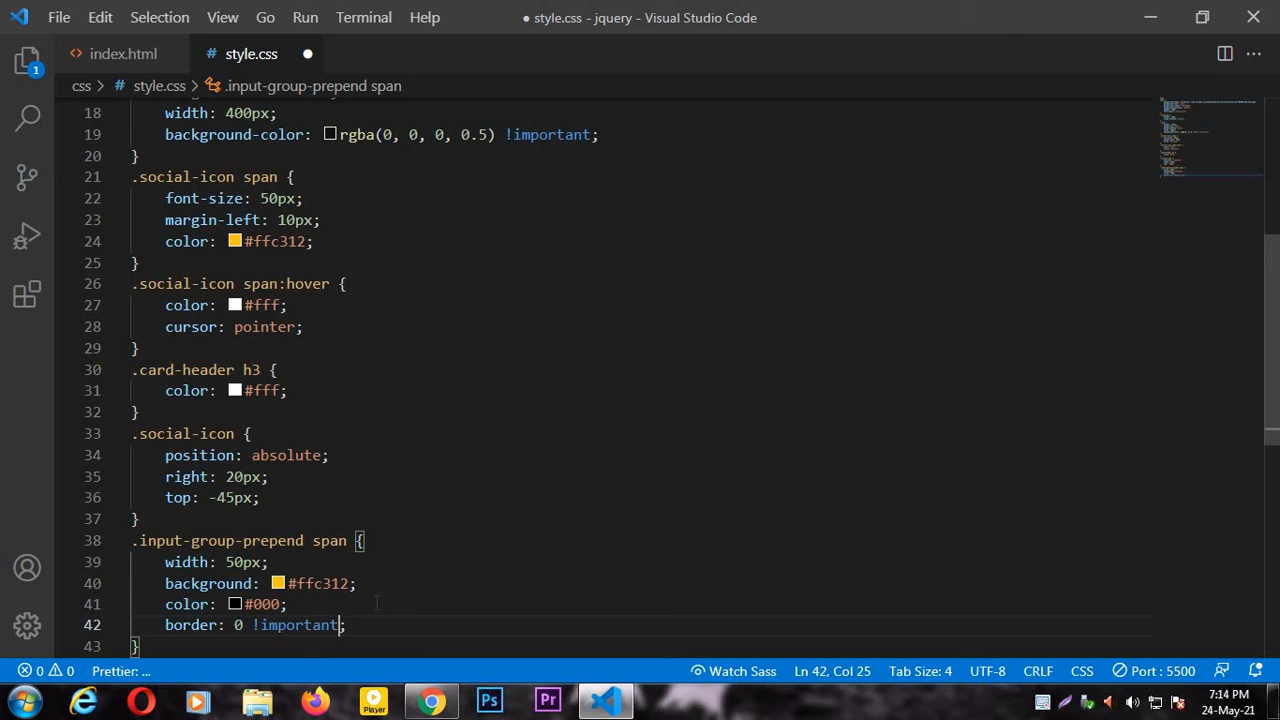 File Edit Selection View Go Run Terminal Help ● style.css - jquery - Visual Studio Code
index.html # style.css
css # style.css .input-group-prepend span
18 width: 400px;
19 background-color: rgba(0, 0, 0, 0.5) !important;
20 }
21 .social-icon span {
22 font-size: 50px;
23 margin-left: 10px;
24 color: #ffc312;
25 }
26 .social-icon span:hover {
27 color: #fff;
28 cursor: pointer;
29 }
30 .card-header h3 {
31 color: #fff;
32 }
33 .social-icon {
34 position: absolute;
35 right: 20px;
36 top: -45px;
37 }
38 .input-group-prepend span {
39 width: 50px;
40 background: #ffc312;
41 color: #000;
42 border: 0 !important;
43 }
1
0 0 Prettier: ... Watch Sass Ln 42, Col 25 Tab Size: 4 UTF-8 CRLF CSS Port : 5500
Player Ps Pr
7:14 PM
24-May-21